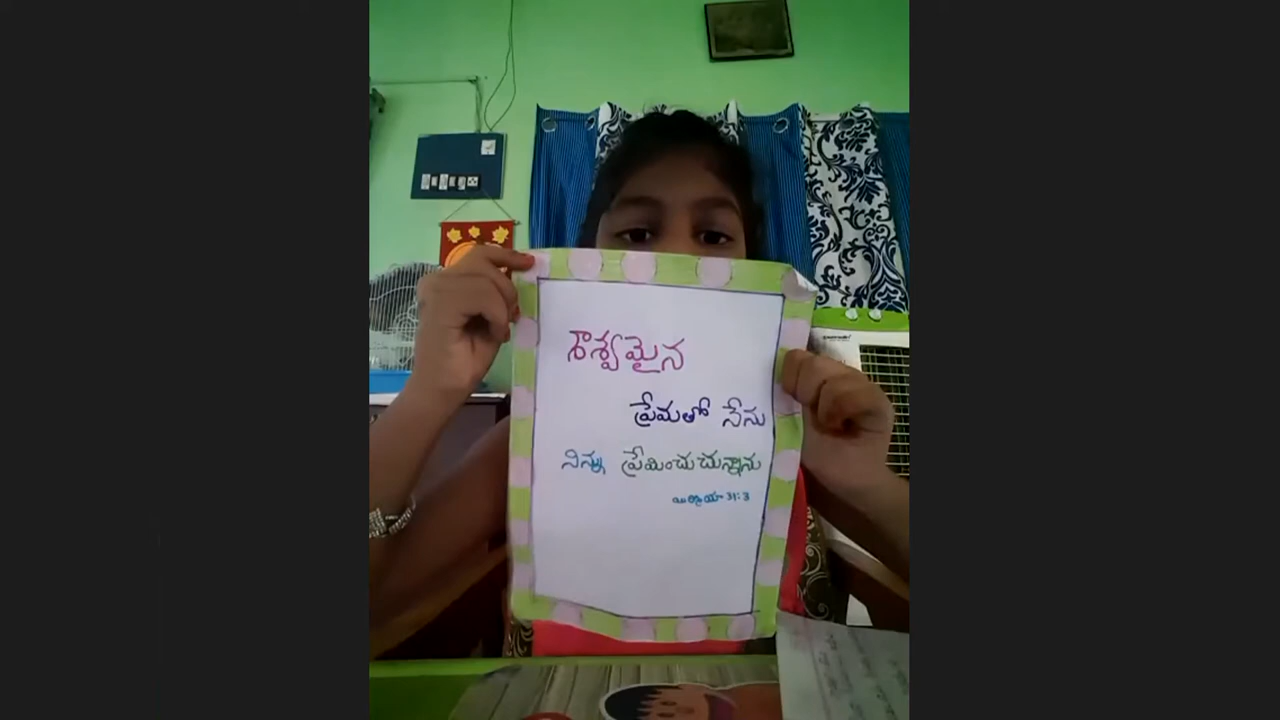 శాశ్వమైన
ప్రేమతో నేను
నిన్ను ప్రేమించుచున్నాను
యిర్మియా 31:3